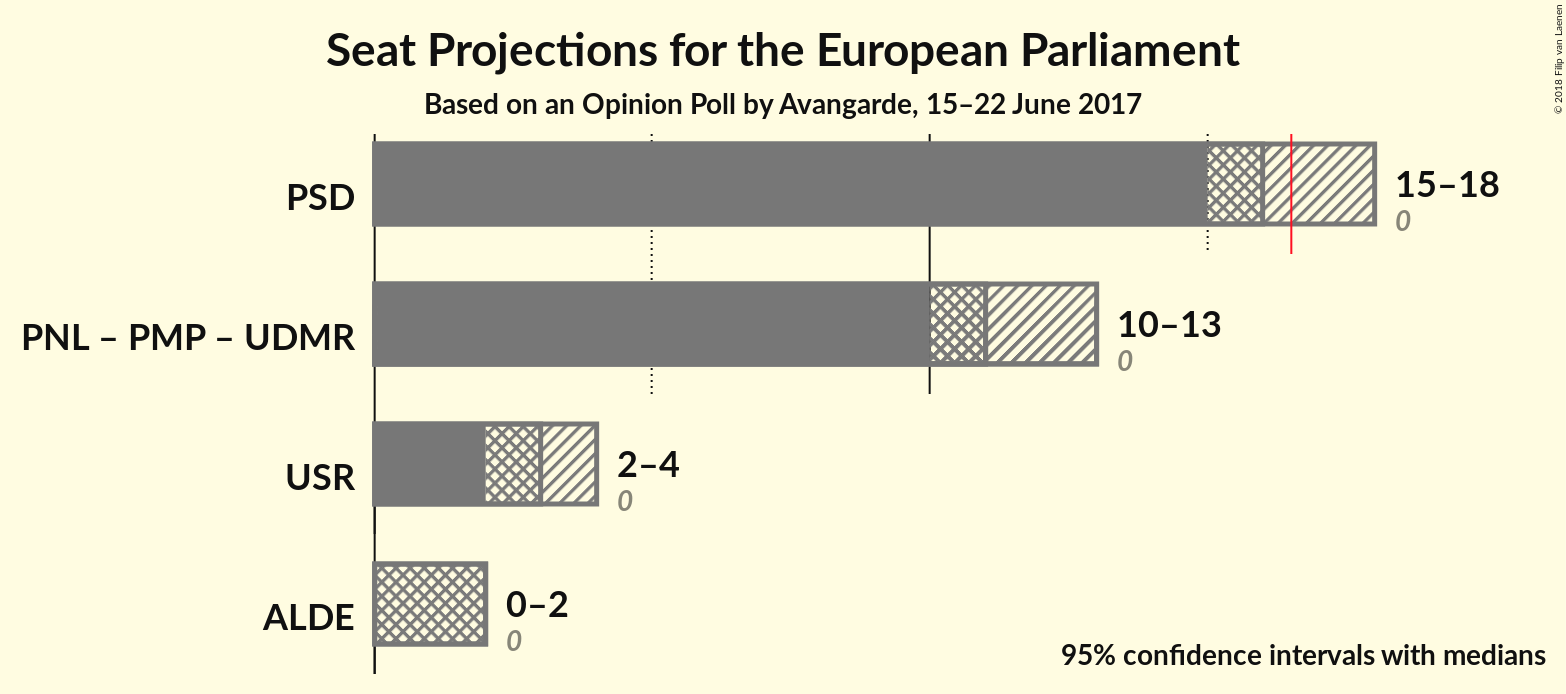 Seat Projections for the European Parliament
Based on an Opinion Poll by Avangarde, 15–22 June 2017
© 2018 Filip van Laenen
PSD
15–18
0
PNL – PMP – UDMR
10–13
0
USR
2–4
0
ALDE
0–2
0
95% confidence intervals with medians